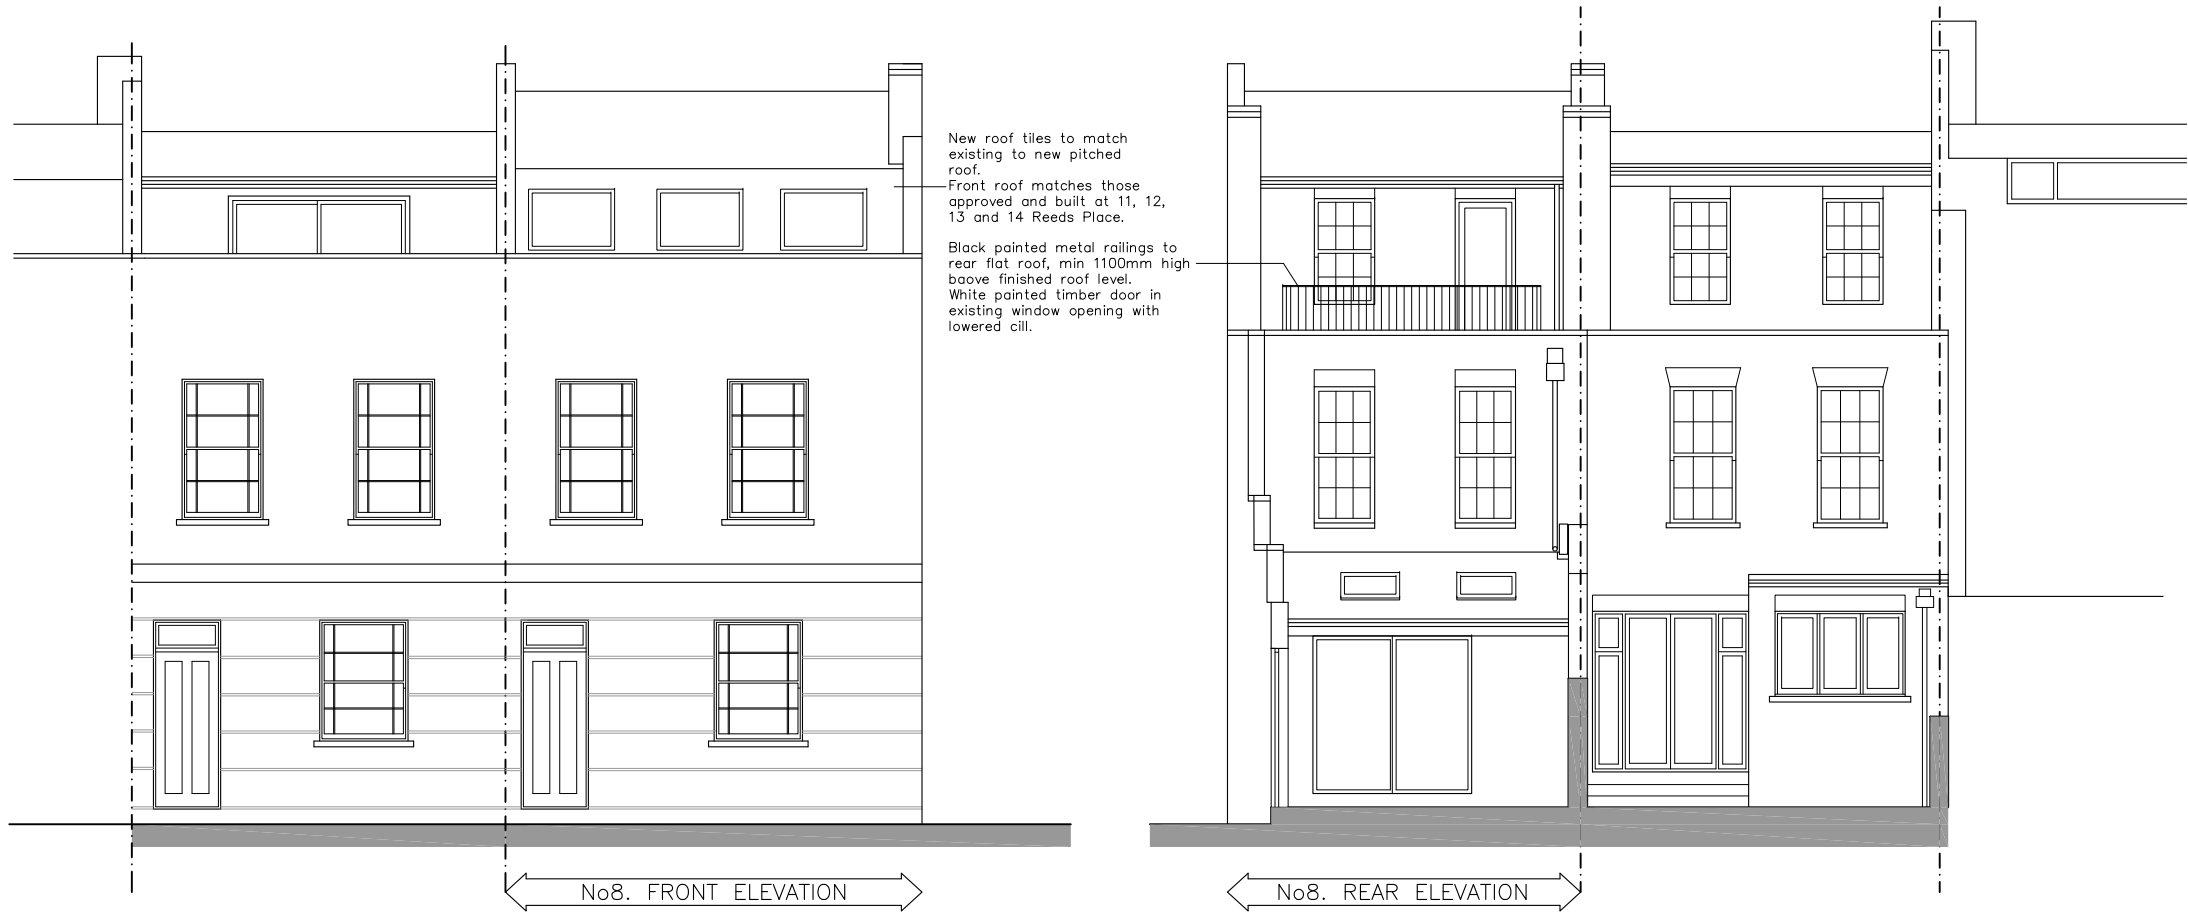 New roof tiles to match
existing to new pitched
roof.
Front roof matches those
approved and built at 11, 12,
13 and 14 Reeds Place.
Black painted metal railings to
rear flat roof, min 1100mm high
baove finished roof level.
White painted timber door in
existing window opening with
lowered cill.
No8. FRONT ELEVATION
No8. REAR ELEVATION